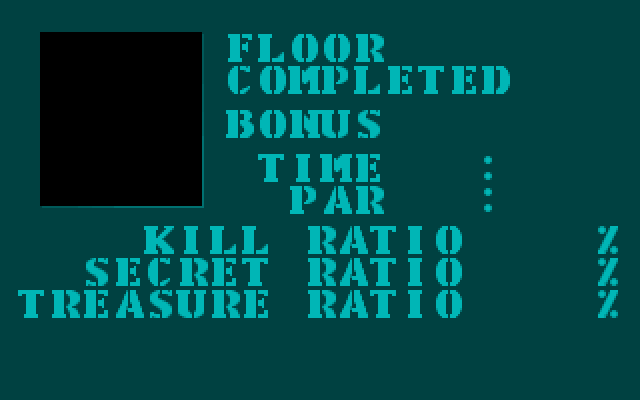 FLOOR
COMPLETED
BONUS
TIME :
PAR :
KILL RATIO %
SECRET RATIO %
TREASURE RATIO %